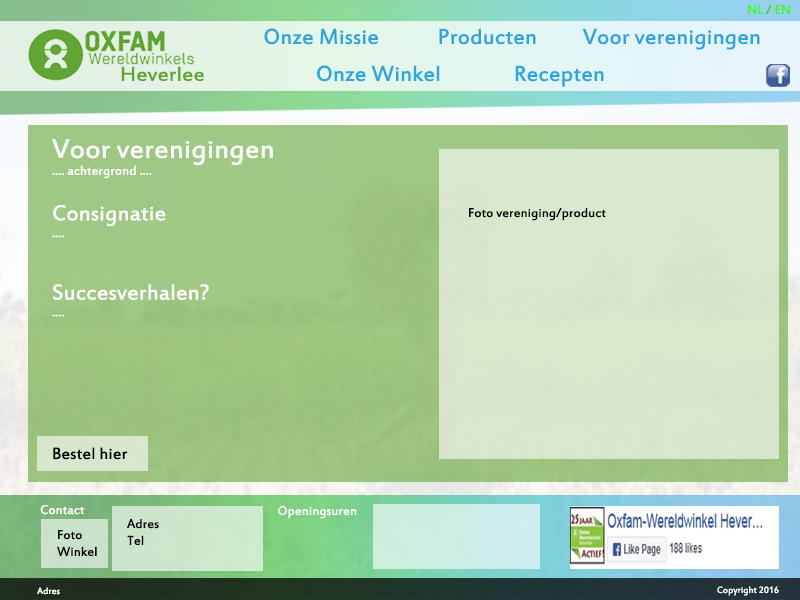 NL / EN
OXFAM
Wereldwinkels
Heverlee
Onze Missie
Producten
Voor verenigingen
Onze Winkel
Recepten
f
Voor verenigingen
.... achtergrond ....
Consignatie
....
Succesverhalen?
....
Foto vereniging/product
Bestel hier
Contact
Foto
Winkel
Adres
Tel
Openingsuren
25 JAAR
ACTIEF!
Oxfam-Wereldwinkel Hever...
f Like Page
188 likes
Adres
Copyright 2016